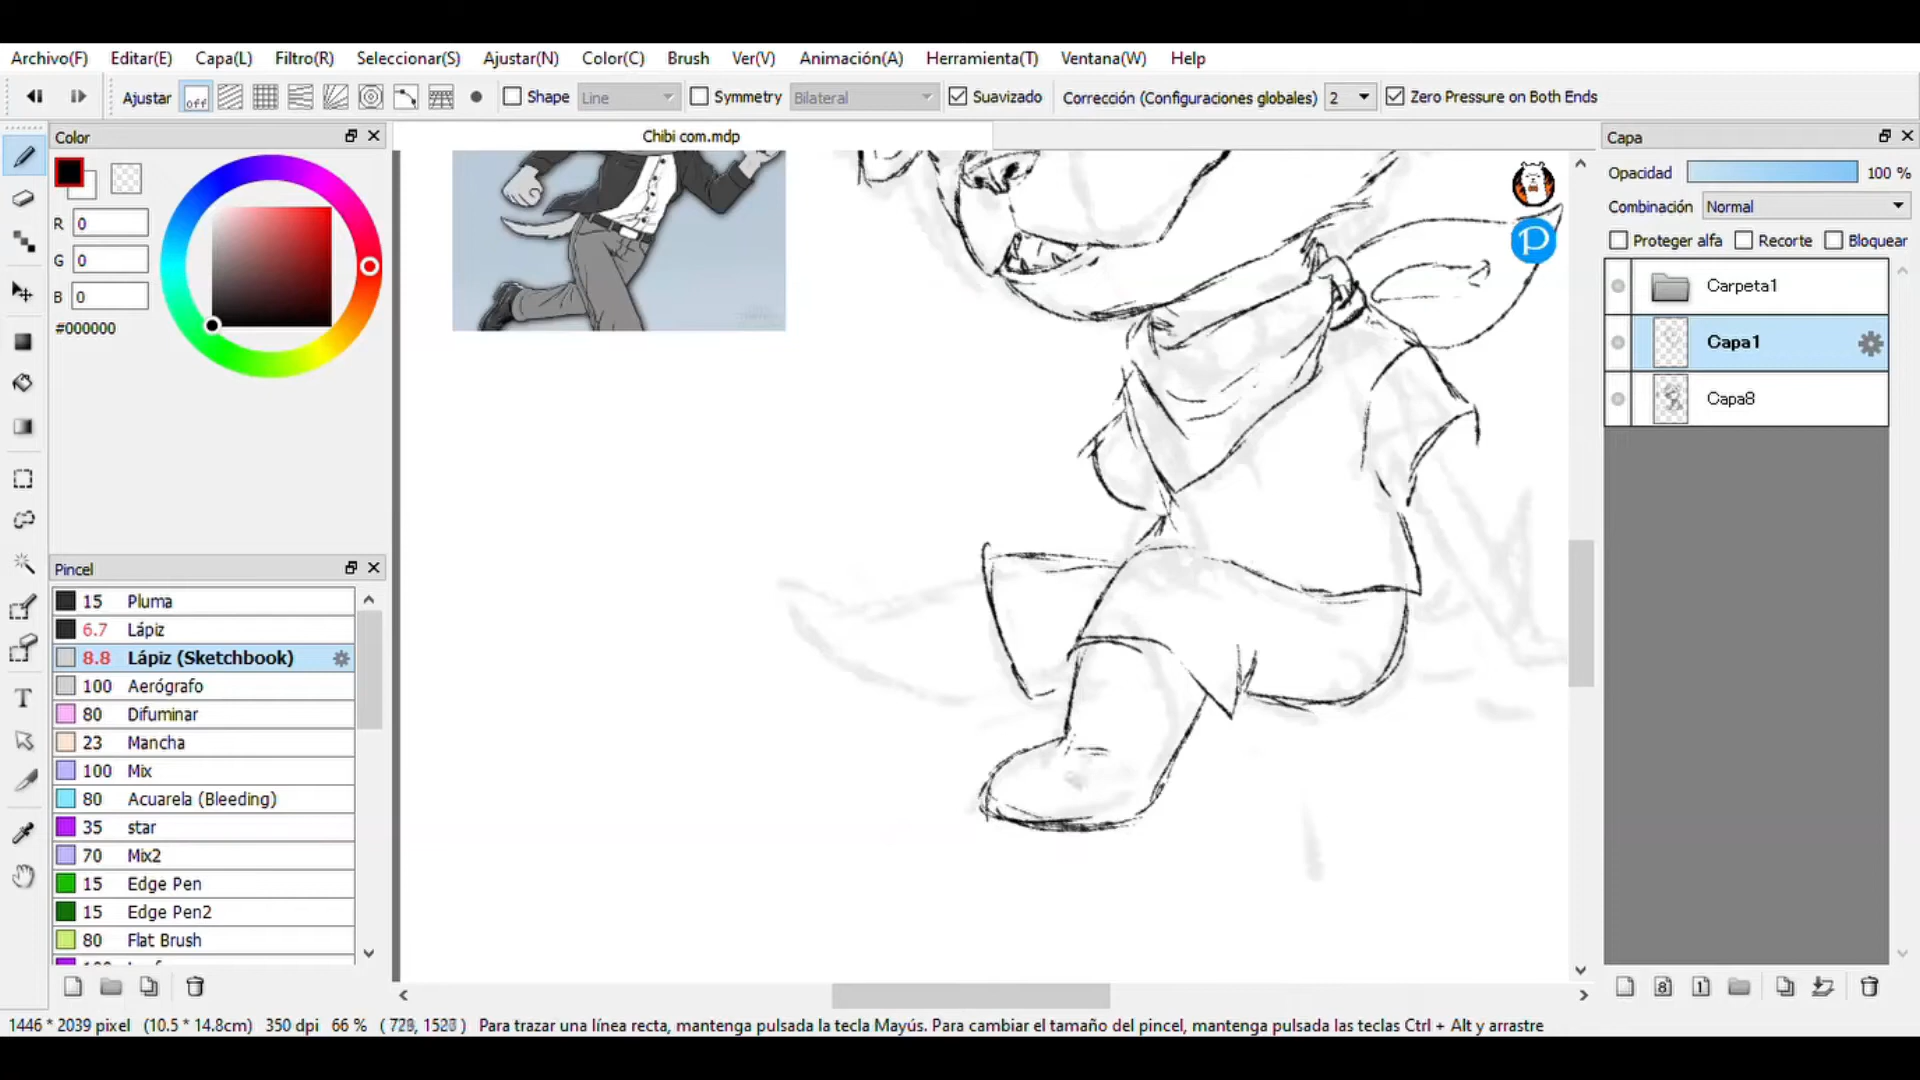 Archivo(F) Editar(E) Capa(L) Filtro(R) Seleccionar(S) Ajustar(N) Color(C) Brush Ver(V) Animación(A) Herramienta(T) Ventana(W) Help
Ajustar off Shape Line Symmetry Bilateral Suavizado Corrección (Configuraciones globales) 2 Zero Pressure on Both Ends
Color
Chibi com.mdp
Capa
R 0
G 0
B 0
#000000
Opacidad 100 %
Combinación Normal
Proteger alfa Recorte Bloquear
Carpeta1
Capa1
Capa8
P
Pincel
15 Pluma
6.7 Lápiz
8.8 Lápiz (Sketchbook)
100 Aerógrafo
80 Difuminar
23 Mancha
100 Mix
80 Acuarela (Bleeding)
35 star
70 Mix2
15 Edge Pen
15 Edge Pen2
80 Flat Brush
T
8
1
1446 * 2039 pixel (10.5 * 14.8cm) 350 dpi 66 % Para trazar una línea recta, mantenga pulsada la tecla Mayús. Para cambiar el tamaño del pincel, mantenga pulsada las teclas Ctrl + Alt y arrastre